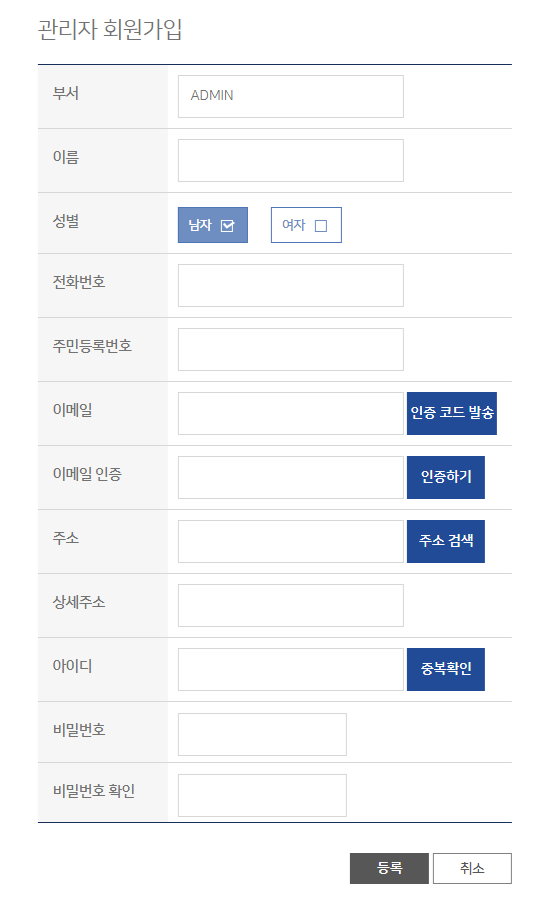 관리자 회원가입
부서
ADMIN
이름
성별
남자
여자
전화번호
주민등록번호
이메일
인증 코드 발송
이메일 인증
인증하기
주소
주소 검색
상세주소
아이디
중복확인
비밀번호
비밀번호 확인
등록
취소